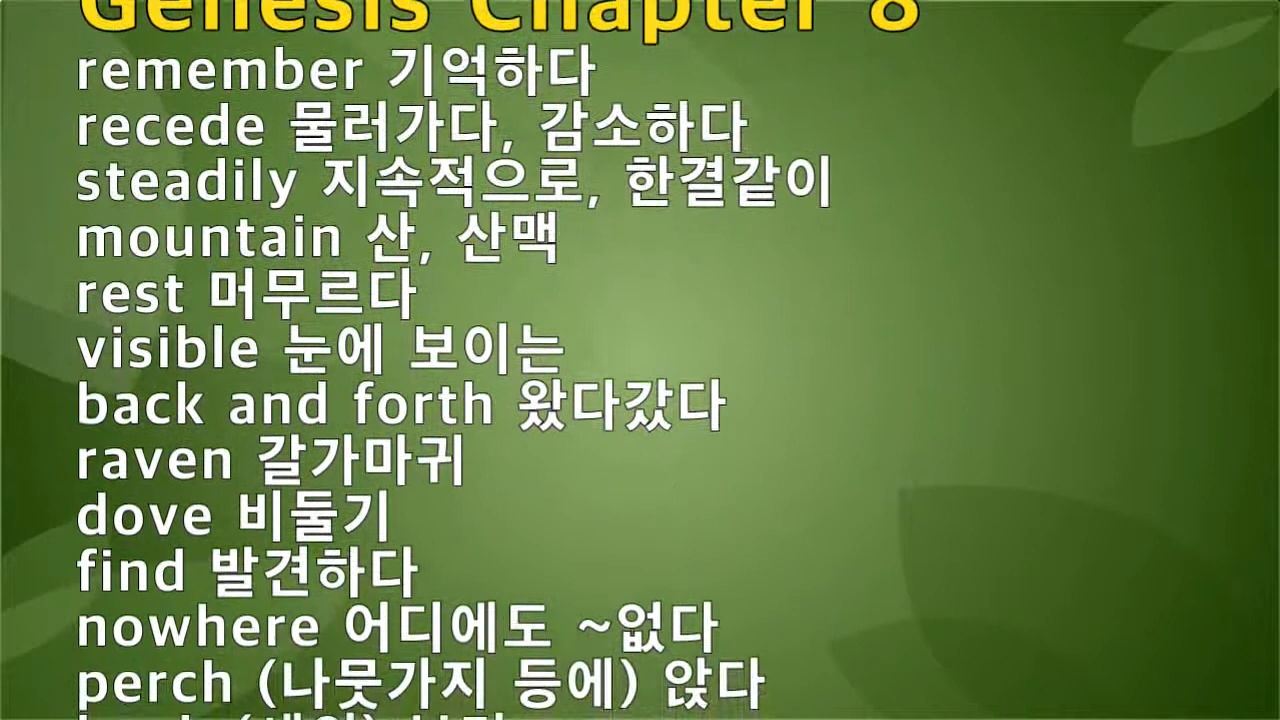 Genesis Chapter 8
remember 기억하다
recede 물러가다, 감소하다
steadily 지속적으로, 한결같이
mountain 산, 산맥
rest 머무르다
visible 눈에 보이는
back and forth 왔다갔다
raven 갈가마귀
dove 비둘기
find 발견하다
nowhere 어디에도 ~없다
perch (나뭇가지 등에) 앉다